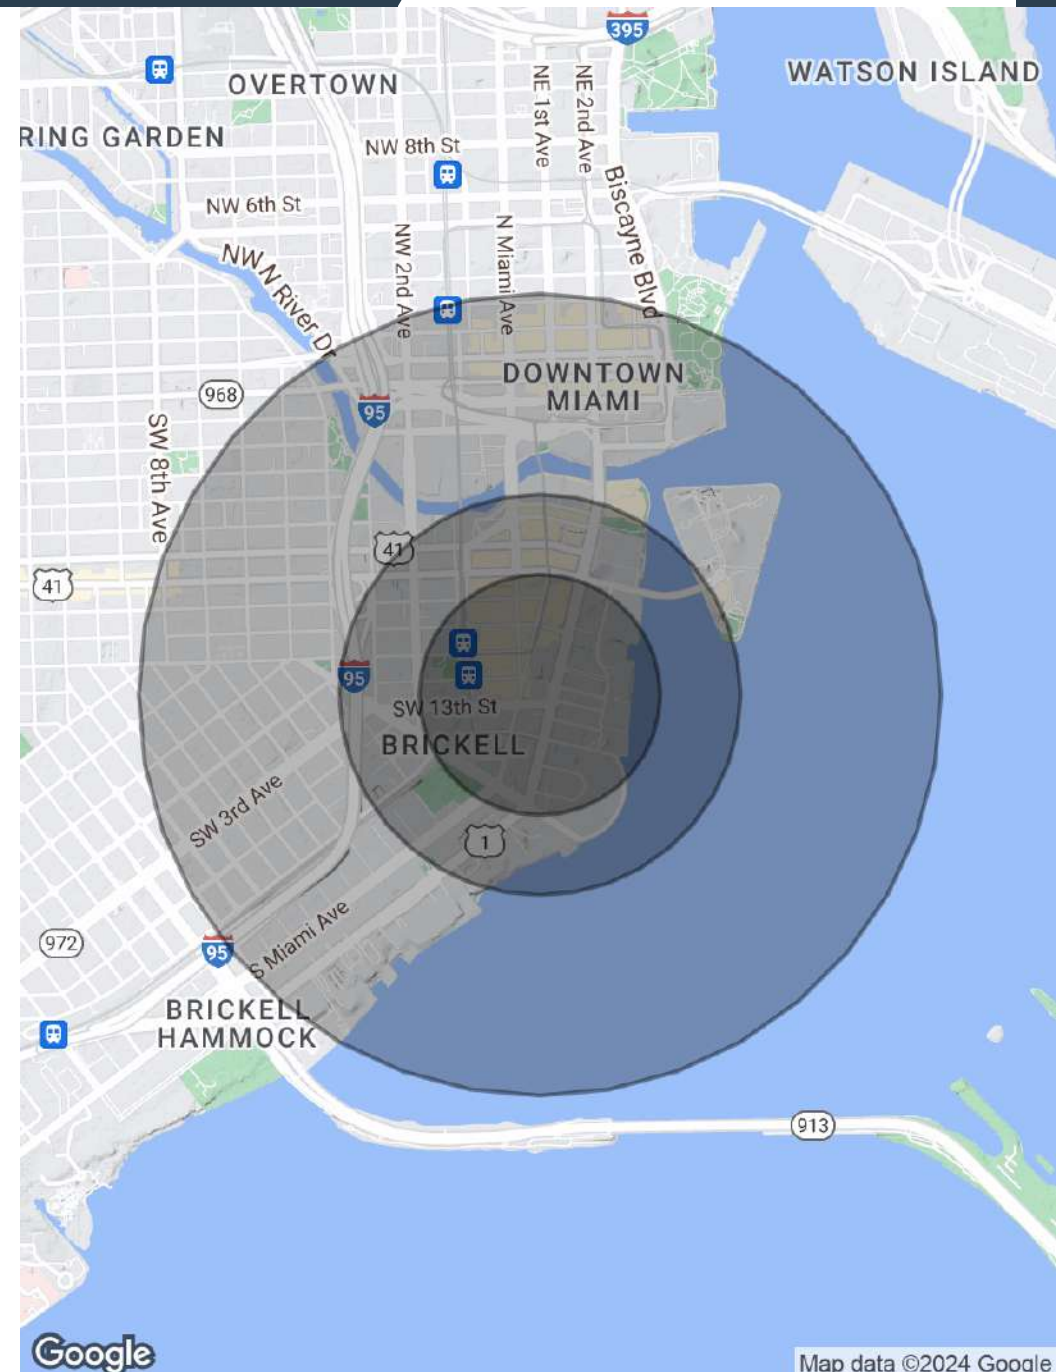 395
WATSON ISLAND
OVERTOWN
NE 1st Ave
NE 2nd Ave
RING GARDEN
NW 8th St
Biscayne Blvd
NW 6th St
N Miami Ave
NW 2nd Ave
NW N River Dr
DOWNTOWN
MIAMI
968
95
SW 8th Ave
41
41
95
SW 13th St
BRICKELL
SW 3rd Ave
1
972
95
S Miami Ave
BRICKELL
HAMMOCK
913
Google
Map data ©2024 Google